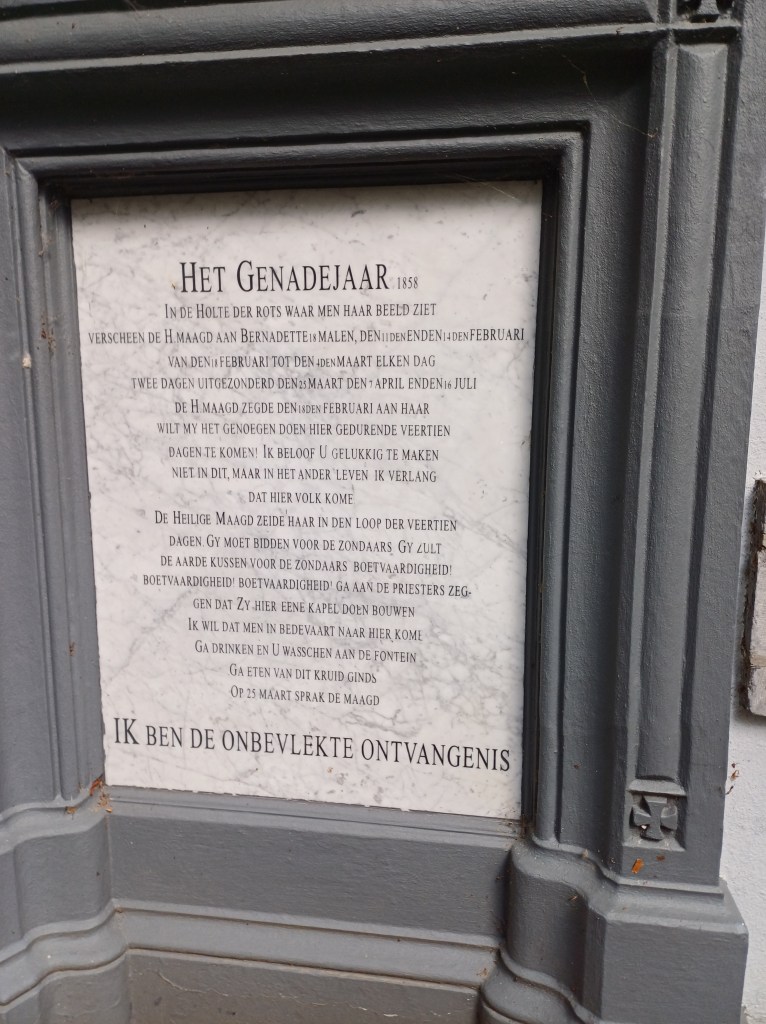 HET GENADEJAAR 1858
IN DE HOLTE DER ROTS WAAR MEN HAAR BEELD ZIET
VERSCHEEN DE H.MAAGD AAN BERNADETTE 18 MALEN, DEN 11DEN ENDEN 14DEN FEBRUARI
VAN DEN 18 FEBRUARI TOT DEN 4DEN MAART ELKEN DAG
TWEE DAGEN UITGEZONDERD DEN 25 MAART DEN 7 APRIL ENDEN 16 JULI
DE H.MAAGD ZEGDE DEN 18DEN FEBRUARI AAN HAAR
WILT MY HET GENOEGEN DOEN HIER GEDURENDE VEERTIEN
DAGEN TE KOMEN! IK BELOOF U GELUKKIG TE MAKEN
NIET IN DIT, MAAR IN HET ANDER LEVEN IK VERLANG
DAT HIER VOLK KOME
DE HEILIGE MAAGD ZEIDE HAAR IN DEN LOOP DER VEERTIEN
DAGEN. GY MOET BIDDEN VOOR DE ZONDAARS GY ZULT
DE AARDE KUSSEN VOOR DE ZONDAARS BOETVAARDIGHEID!
BOETVAARDIGHEID! BOETVAARDIGHEID! GA AAN DE PRIESTERS ZEG-
GEN DAT ZY HIER EENE KAPEL DOEN BOUWEN
IK WIL DAT MEN IN BEDEVAART NAAR HIER KOME
GA DRINKEN EN U WASSCHEN AAN DE FONTEIN
GA ETEN VAN DIT KRUID GINDS
OP 25 MAART SPRAK DE MAAGD
IK BEN DE ONBEVLEKTE ONTVANGENIS